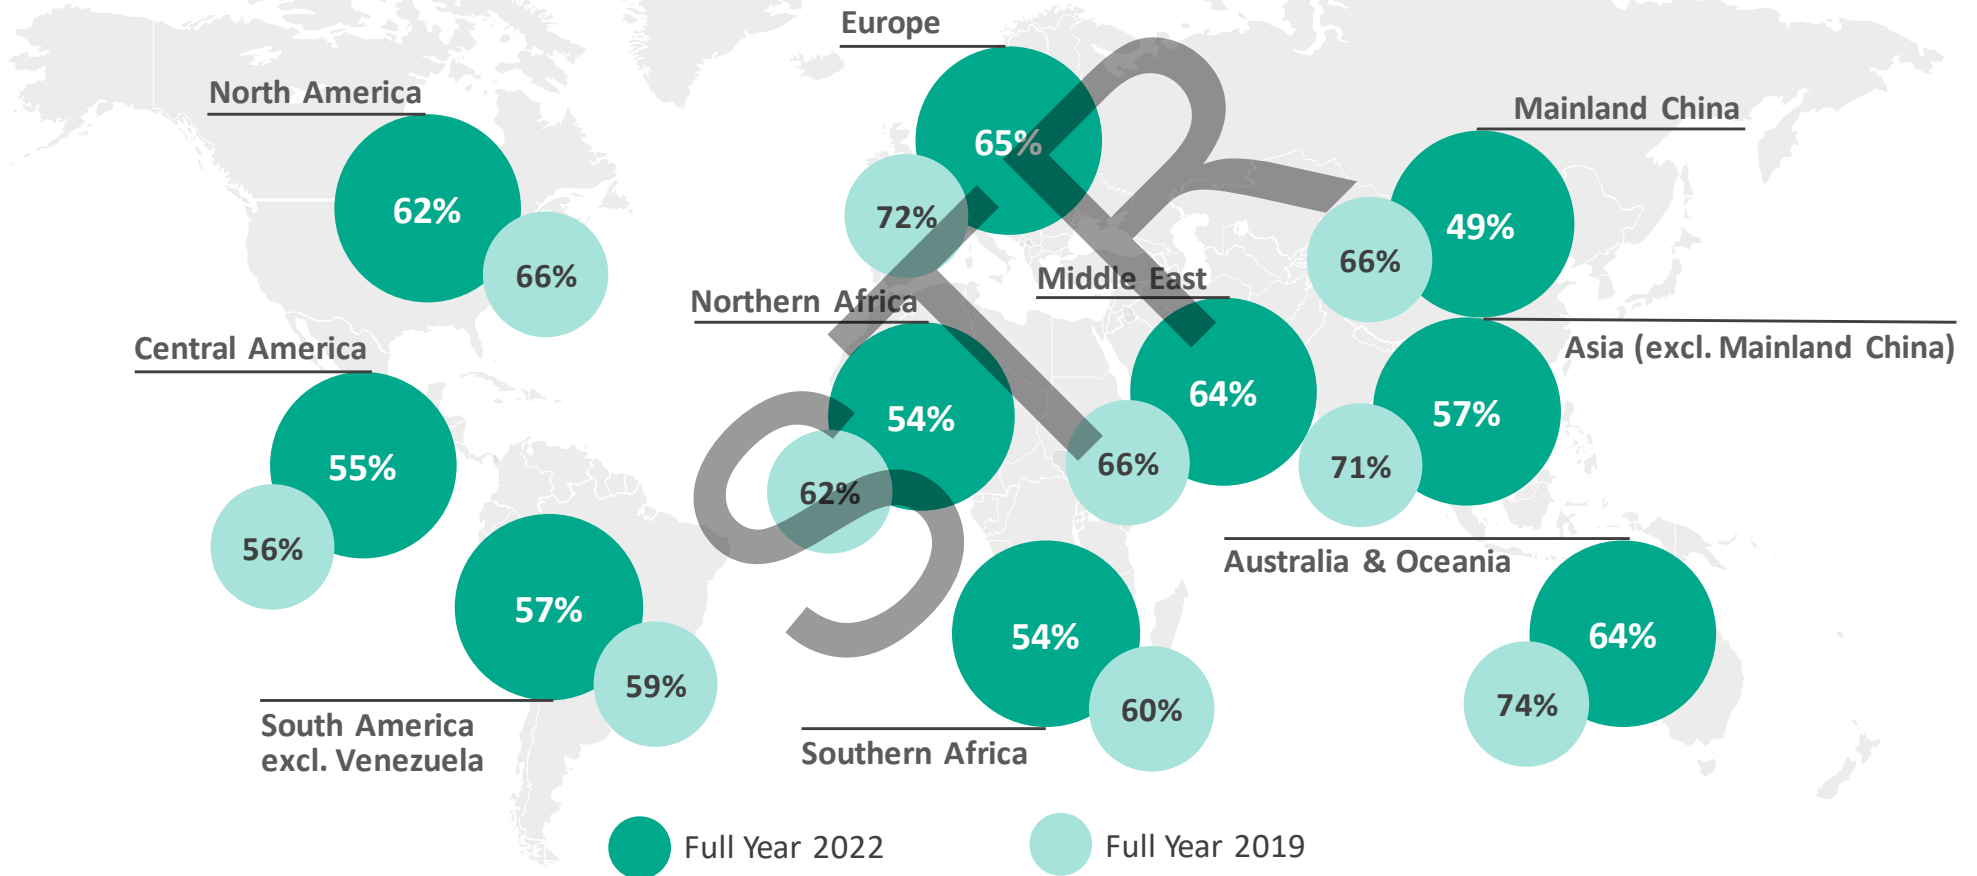 Europe
65%
72%
North America
62%
66%
Mainland China
49%
66%
Northern Africa
54%
62%
Middle East
64%
66%
Asia (excl. Mainland China)
57%
71%
Central America
55%
56%
57%
59%
South America
excl. Venezuela
54%
60%
Southern Africa
Australia & Oceania
64%
74%
Full Year 2022
Full Year 2019
STR